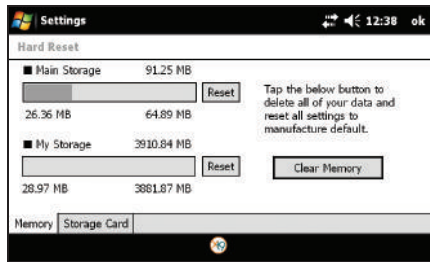 Settings 12:38 ok
Hard Reset
■ Main Storage 91.25 MB
Reset
26.36 MB 64.89 MB
■ My Storage 3910.84 MB
Reset
28.97 MB 3881.87 MB
Tap the below button to
delete all of your data and
reset all settings to
manufacture default.
Clear Memory
Memory Storage Card